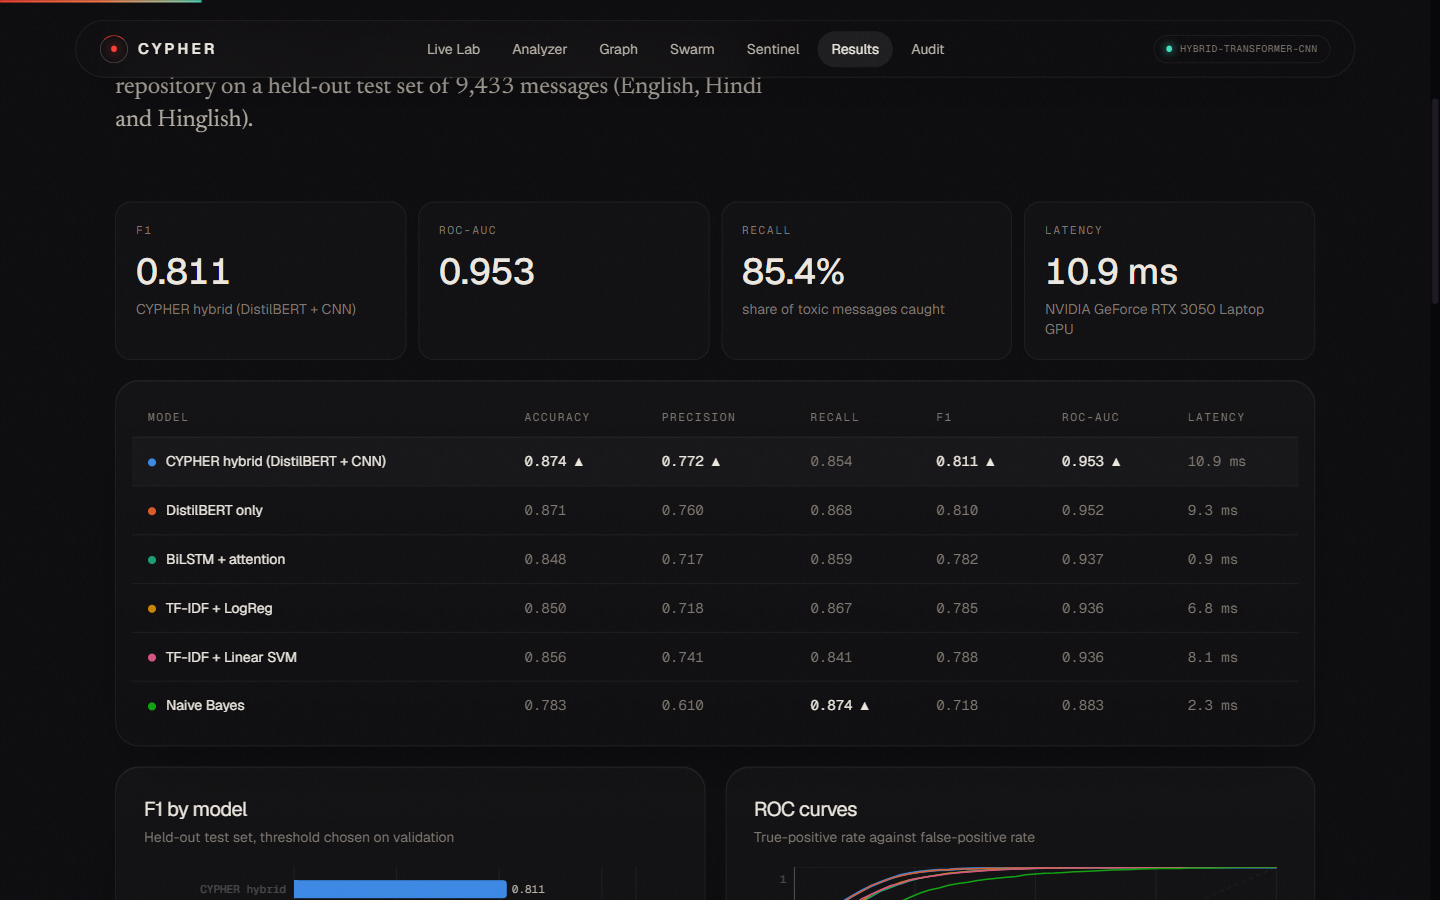 CYPHER
Live Lab
Analyzer
Graph
Swarm
Sentinel
Results
Audit
HYBRID-TRANSFORMER-CNN
repository on a held-out test set of 9,433 messages (English, Hindi
and Hinglish).
F1
0.811
CYPHER hybrid (DistilBERT + CNN)
ROC-AUC
0.953
RECALL
85.4%
share of toxic messages caught
LATENCY
10.9 ms
NVIDIA GeForce RTX 3050 Laptop
GPU
MODEL ACCURACY PRECISION RECALL F1 ROC-AUC LATENCY
CYPHER hybrid (DistilBERT + CNN) 0.874 ▲ 0.772 ▲ 0.854 0.811 ▲ 0.953 ▲ 10.9 ms
DistilBERT only 0.871 0.760 0.868 0.810 0.952 9.3 ms
BiLSTM + attention 0.848 0.717 0.859 0.782 0.937 0.9 ms
TF-IDF + LogReg 0.850 0.718 0.867 0.785 0.936 6.8 ms
TF-IDF + Linear SVM 0.856 0.741 0.841 0.788 0.936 8.1 ms
Naive Bayes 0.783 0.610 0.874 ▲ 0.718 0.883 2.3 ms
F1 by model
Held-out test set, threshold chosen on validation
CYPHER hybrid 0.811
ROC curves
True-positive rate against false-positive rate
1